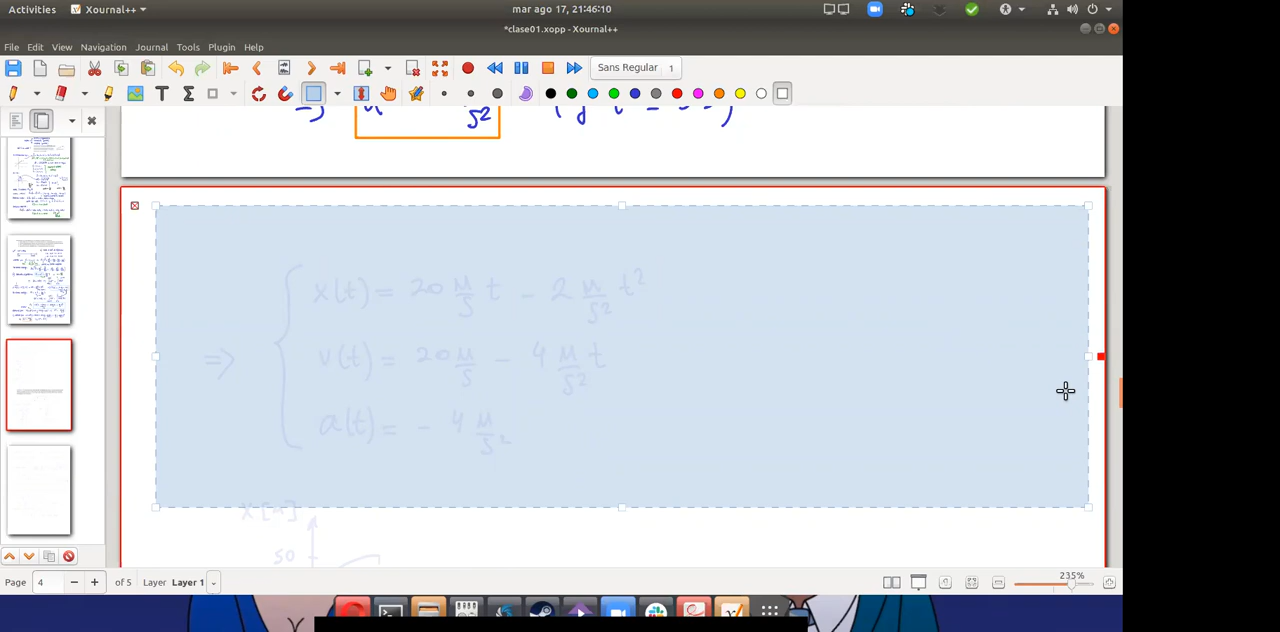 Activities Xournal++ mar ago 17, 21:46:10
*clase01.xopp - Xournal++
File Edit View Navigation Journal Tools Plugin Help
Sans Regular 1
=> s²
=> x(t) = 20 m/s t - 2 m/s² t²
v(t) = 20 m/s - 4 m/s² t
a(t) = - 4 m/s²
x [m]
50
Page 4 of 5 Layer Layer 1 235%